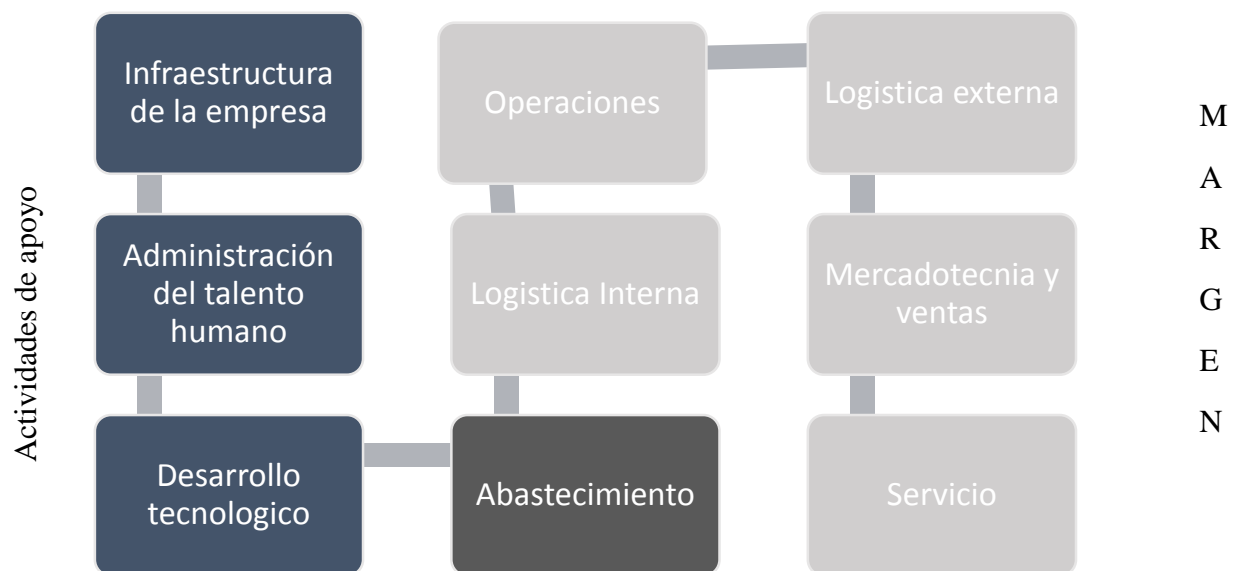 Actividades de apoyo
Infraestructura
de la empresa
Administración
del talento
humano
Desarrollo
tecnologico
Abastecimiento
Logistica Interna
Operaciones
Logistica externa
Mercadotecnia y
ventas
Servicio
M
A
R
G
E
N